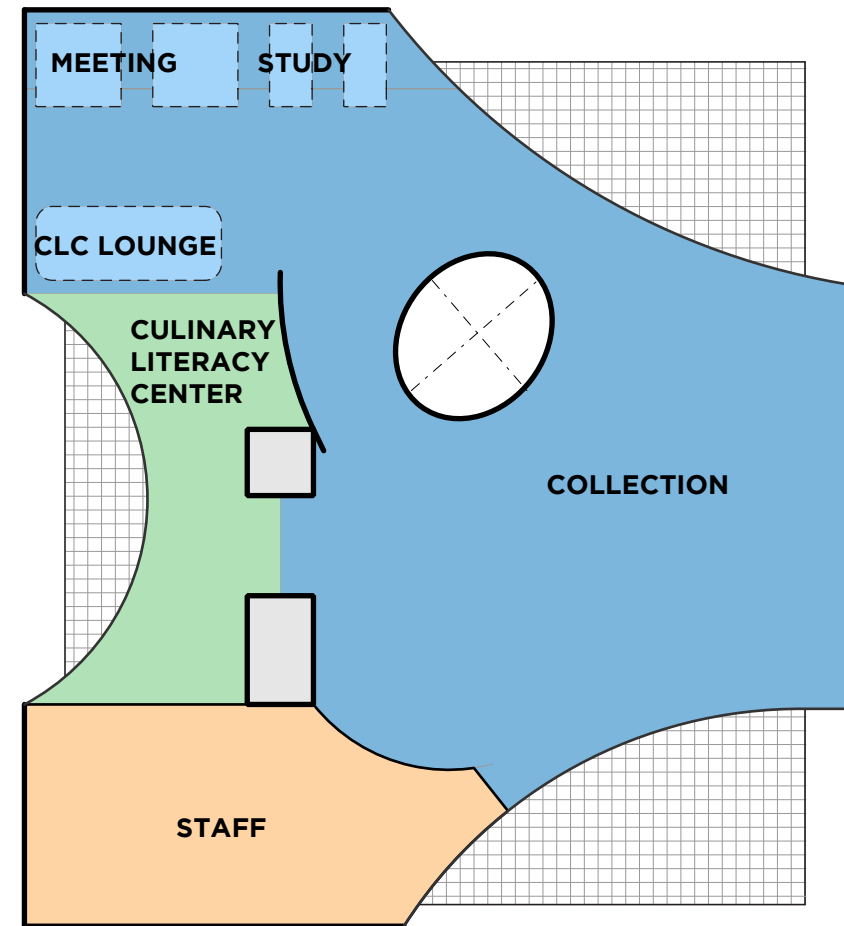 MEETING
STUDY
CLC LOUNGE
CULINARY
LITERACY
CENTER
COLLECTION
STAFF